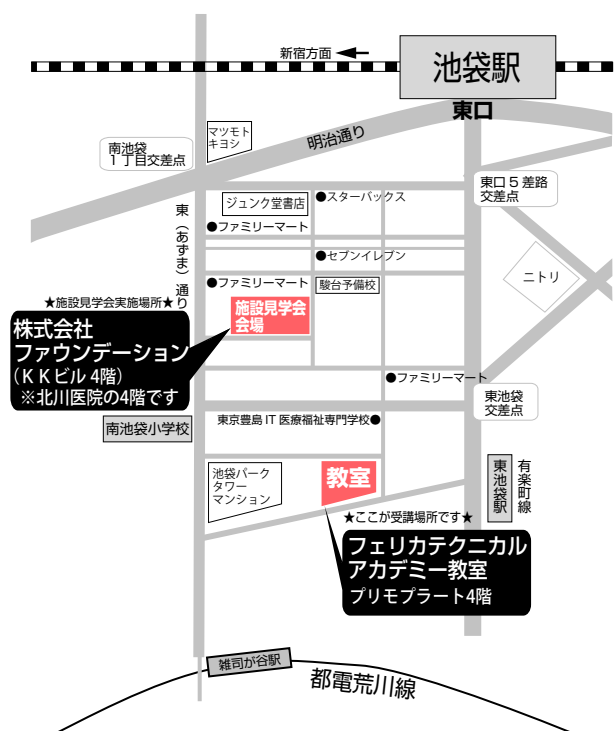 新宿方面
池袋駅
東口
明治通り
マツモト
キヨシ
南池袋
1丁目交差点
東口5差路
交差点
ジュンク堂書店
●スターバックス
●ファミリーマート
東(あずま)通り
●セブンイレブン
ニトリ
●ファミリーマート
駿台予備校
★施設見学会実施場所★
施設見学会
会場
株式会社
ファウンデーション
(KKビル4階)
※北川医院の4階です
●ファミリーマート
東池袋
交差点
南池袋小学校
東京豊島IT医療福祉専門学校●
池袋パーク
タワー
マンション
教室
東池袋駅
有楽町線
★ここが受講場所です★
フェリカテクニカル
アカデミー教室
プリモプラート4階
雑司が谷駅
都電荒川線